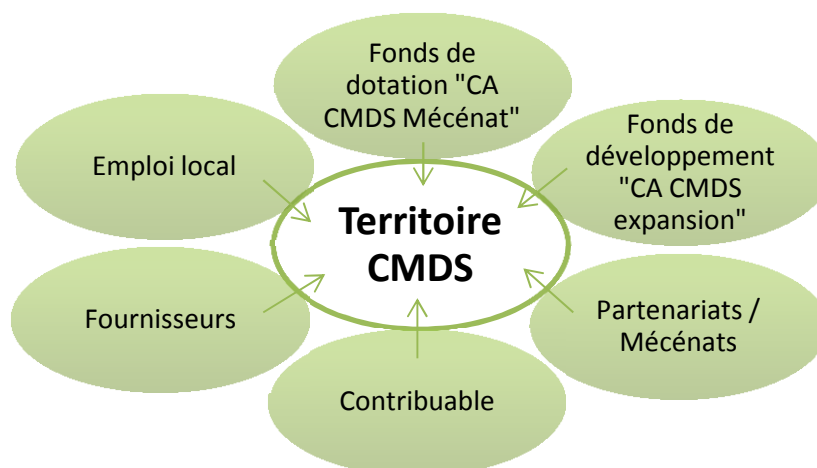 Fonds de
dotation "CA
CMDS Mécénat"
Fonds de
développement
"CA CMDS
expansion"
Emploi local
Territoire
CMDS
Fournisseurs
Partenariats /
Mécénats
Contribuable